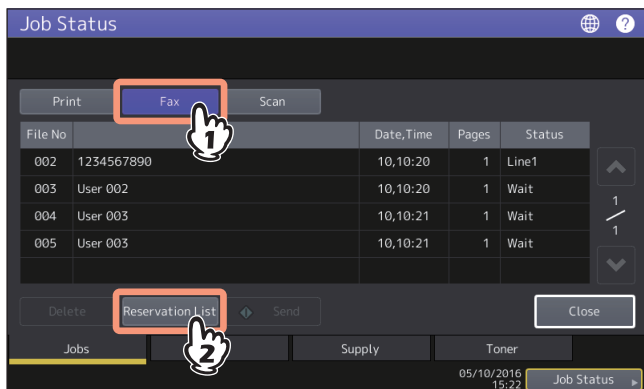 Job Status
?
Print Fax Scan
1
File No Date,Time Pages Status
002 1234567890 10,10:20 1 Line1
003 User 002 10,10:20 1 Wait
004 User 003 10,10:21 1 Wait
005 User 003 10,10:21 1 Wait
1
1
Delete Reservation List Send Close
2
Jobs Supply Toner
05/10/2016
15:22 Job Status